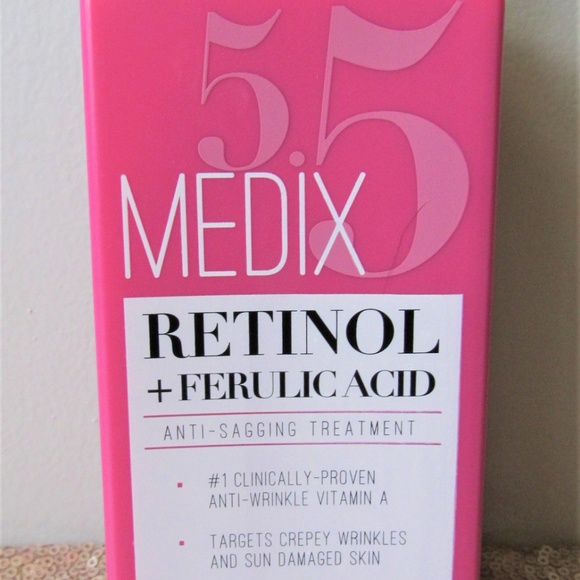 5.5
MEDIX
RETINOL
+ FERULIC ACID
ANTI-SAGGING TREATMENT
▪ #1 CLINICALLY-PROVEN
ANTI-WRINKLE VITAMIN A
▪ TARGETS CREPEY WRINKLES
AND SUN DAMAGED SKIN